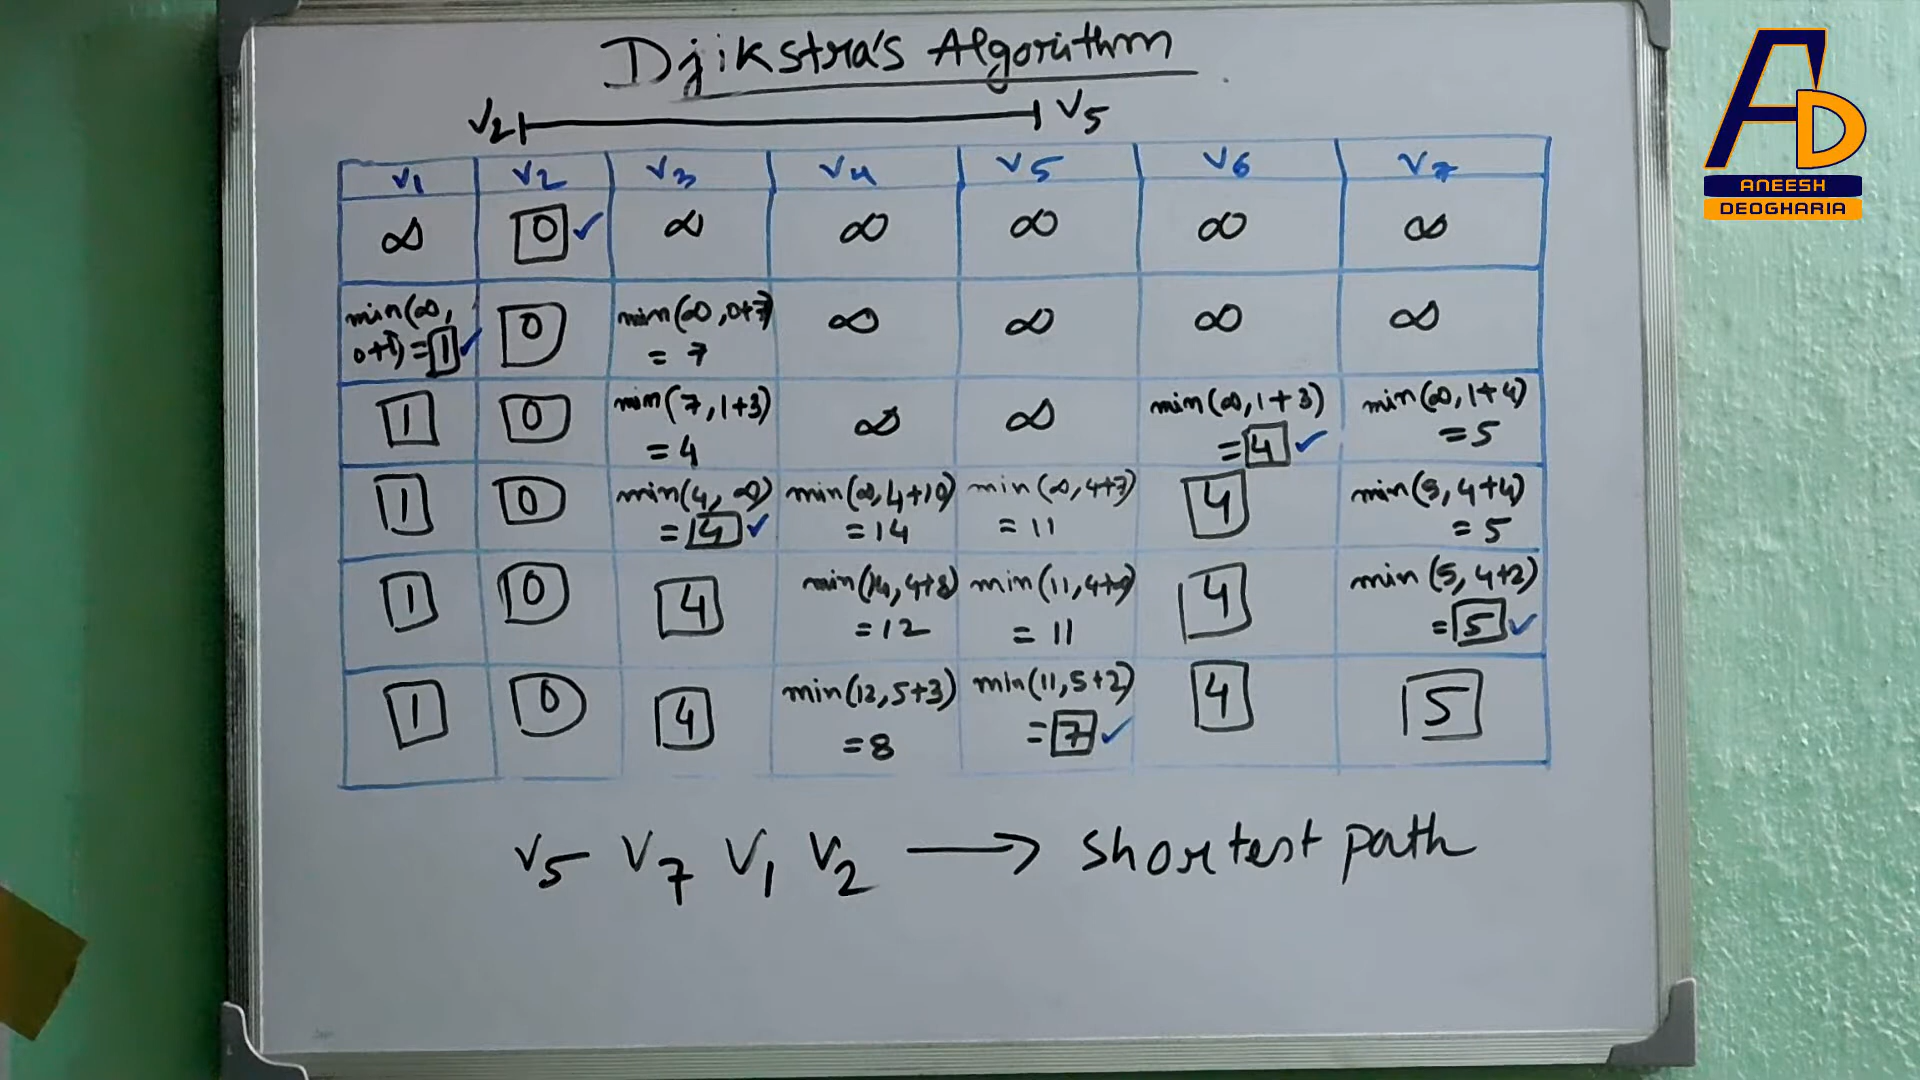 Djikstra's Algorithm
V2 V5
V1 V2 V3 V4 V5 V6 V7
∞ 0 ✓ ∞ ∞ ∞ ∞ ∞
min(∞, 0+1) = 1 ✓ 0 min(∞, 0+7) = 7 ∞ ∞ ∞ ∞
1 0 min(7, 1+3) = 4 ∞ ∞ min(∞, 1+3) = 4 ✓ min(∞, 1+4) = 5
1 0 min(4, ∞) = 4 ✓ min(∞, 4+10) = 14 min(∞, 4+7) = 11 4 min(5, 4+4) = 5
1 0 4 min(14, 4+8) = 12 min(11, 4+9) = 11 4 min(5, 4+2) = 5 ✓
1 0 4 min(12, 5+3) = 8 min(11, 5+2) = 7 ✓ 4 5
V5 V7 V1 V2 → shortest path
AD
ANEESH
DEOGHARIA